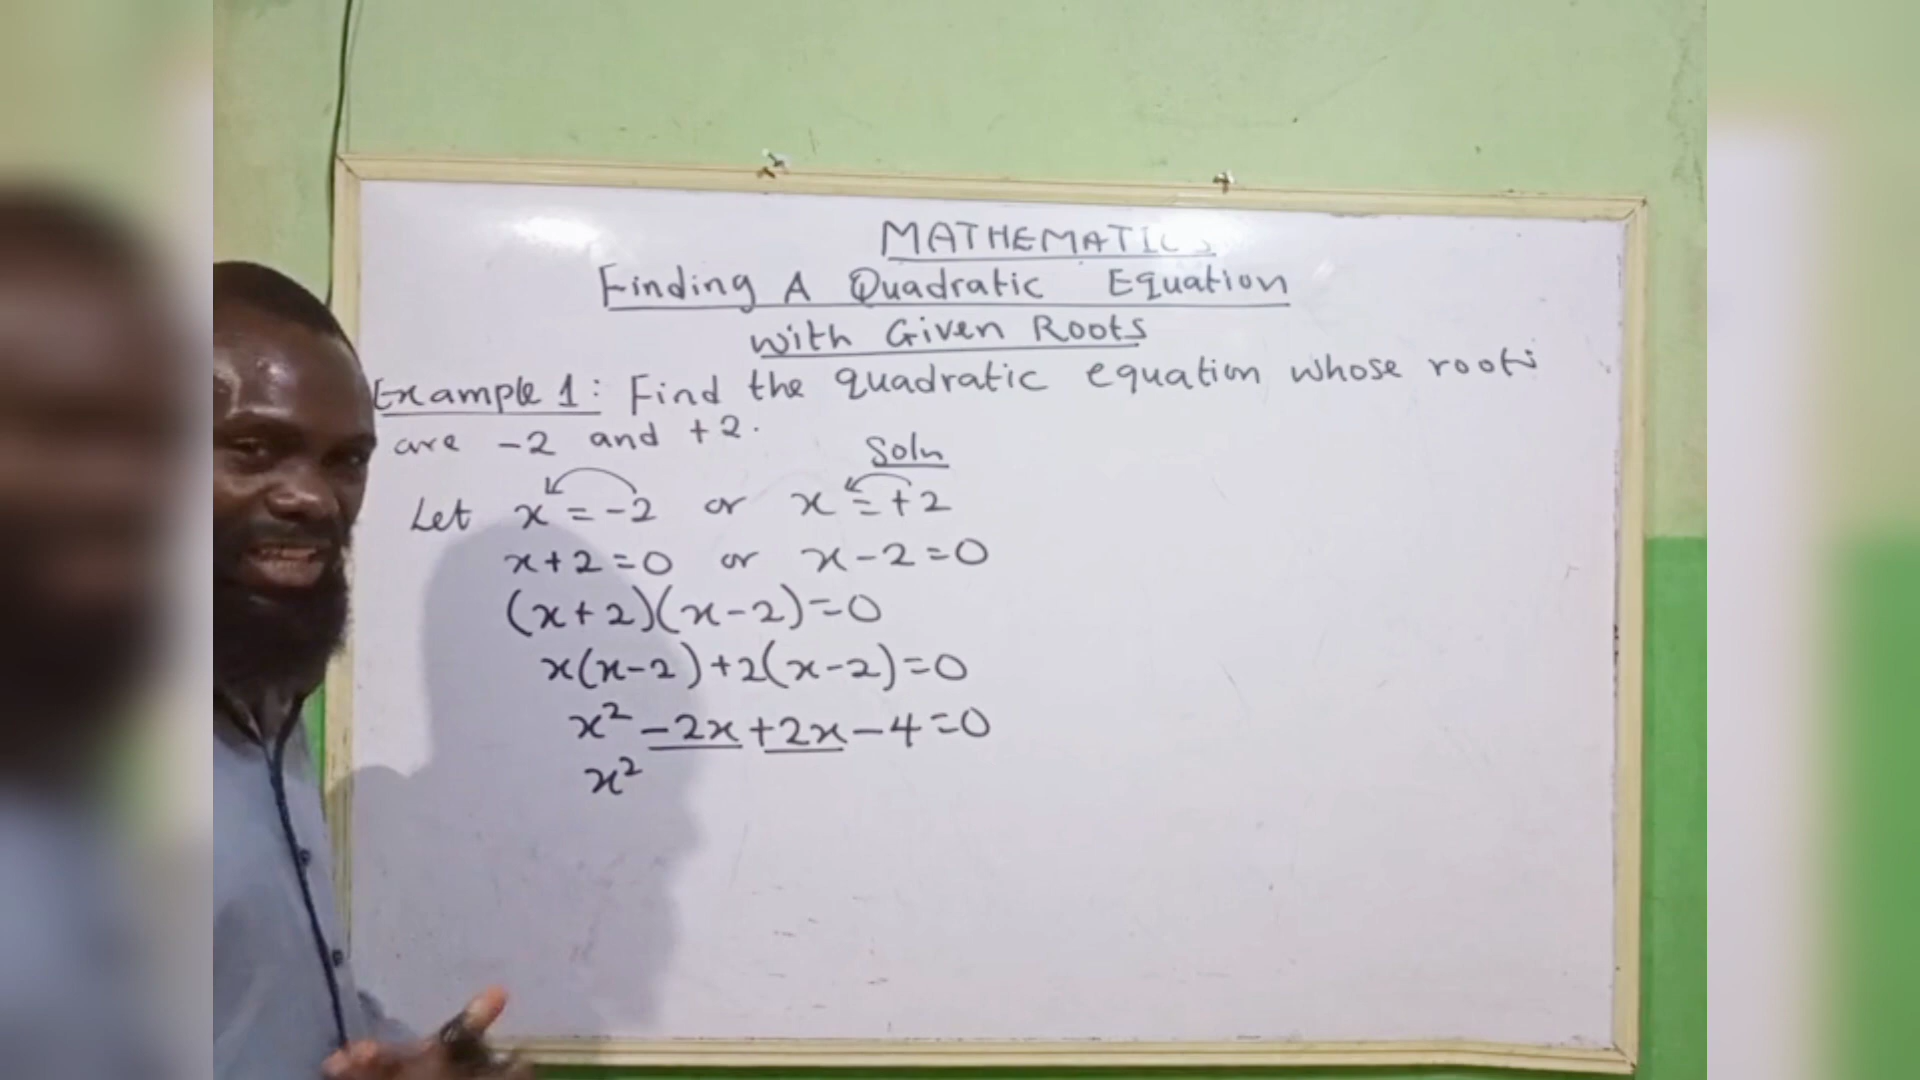 MATHEMATICS
Finding A Quadratic Equation
with Given Roots
Example 1: Find the quadratic equation whose roots
are -2 and +2.
Soln
Let x = -2 or x = +2
x+2=0 or x-2=0
(x+2)(x-2)=0
x(x-2)+2(x-2)=0
x² -2x+2x-4=0
x²